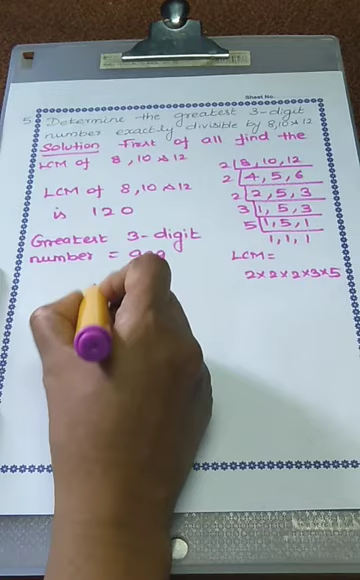 Sheet No.
5. Determine the greatest 3-digit
number exactly divisible by 8,10 & 12
Solution First of all find the
LCM of 8, 10 & 12
LCM of 8, 10 & 12
is 120
Greatest 3-digit
number = 999
2 8, 10, 12
2 4, 5, 6
2 2, 5, 3
3 1, 5, 3
5 1, 5, 1
1, 1, 1
LCM =
2×2×2×3×5